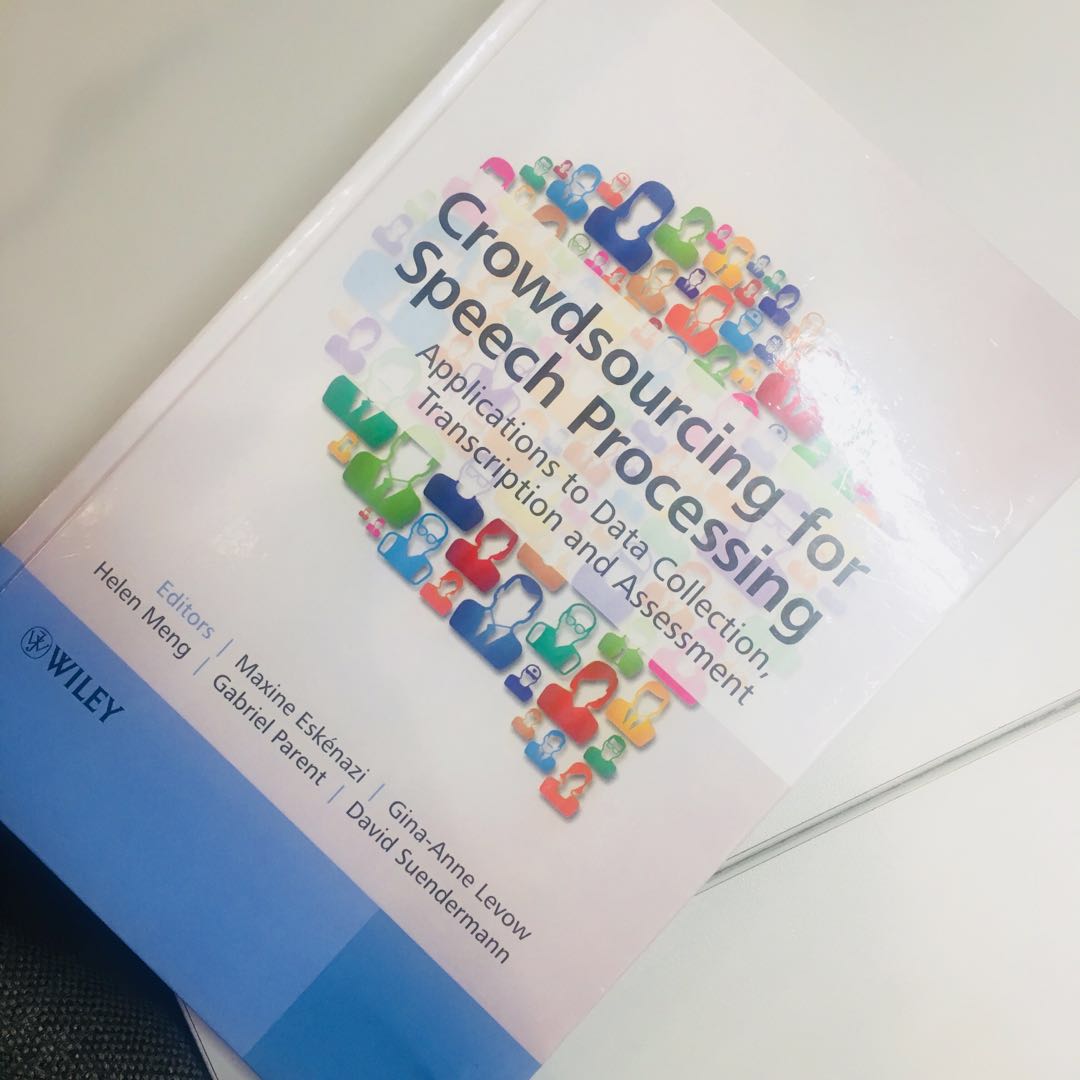 Crowdsourcing for
Speech Processing
Applications to Data Collection,
Transcription and Assessment
Editors | Maxine Eskénazi | Gina-Anne Levow
Helen Meng | Gabriel Parent | David Suendermann
WILEY